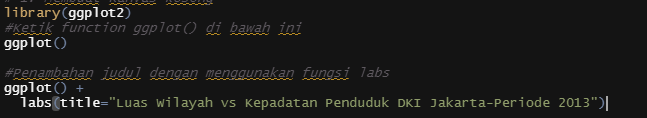 library(ggplot2)
#Ketik function ggplot() di bawah ini
ggplot()
#Penambahan judul dengan menggunakan fungsi labs
ggplot() +
labs(title="Luas Wilayah vs Kepadatan Penduduk DKI Jakarta-Periode 2013")